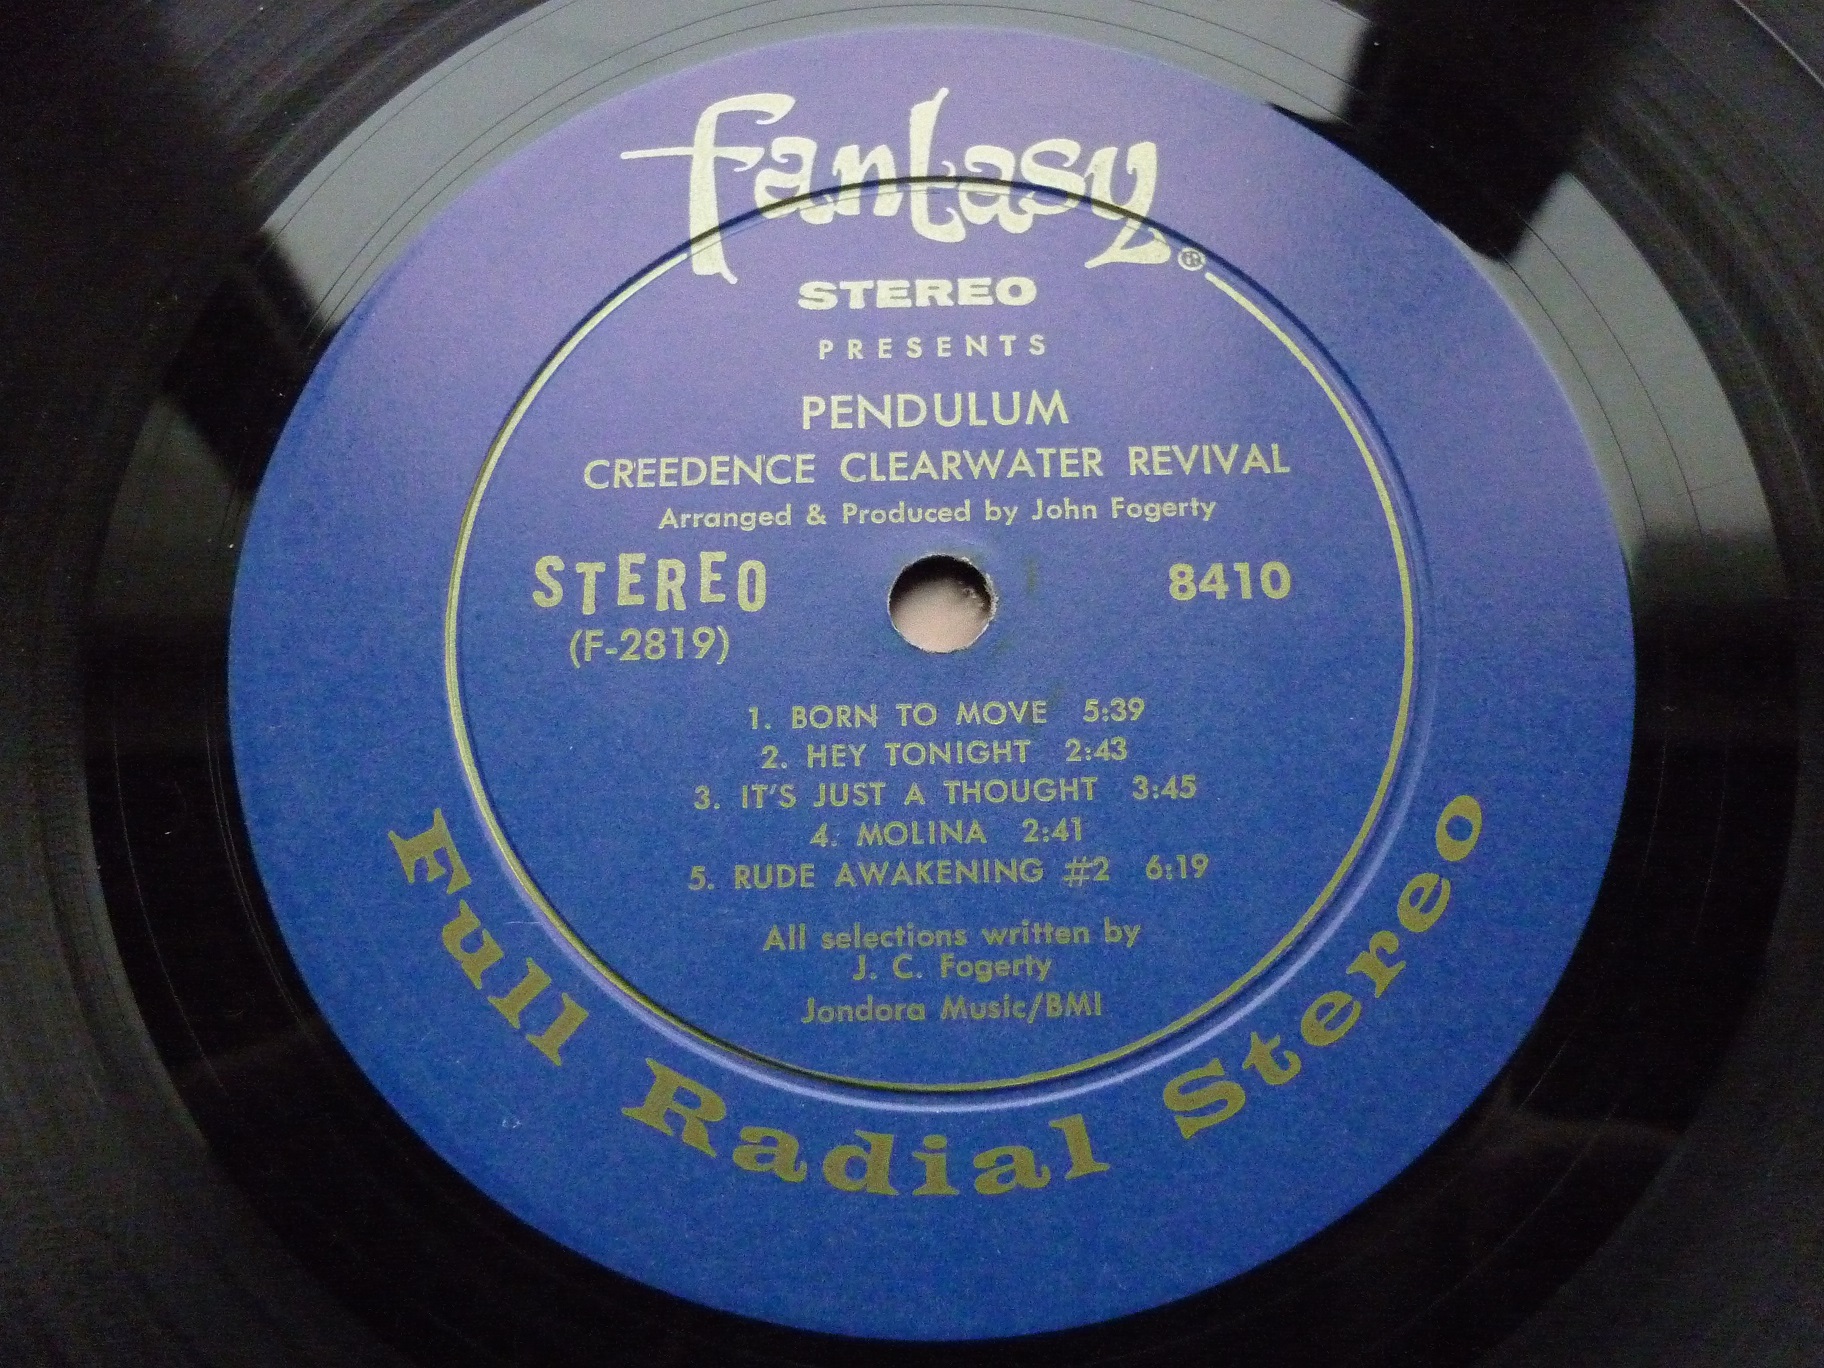 Fantasy®
STEREO
PRESENTS
PENDULUM
CREEDENCE CLEARWATER REVIVAL
Arranged & Produced by John Fogerty
STEREO 8410
(F-2819)
1. BORN TO MOVE 5:39
2. HEY TONIGHT 2:43
3. IT'S JUST A THOUGHT 3:45
4. MOLINA 2:41
5. RUDE AWAKENING #2 6:19
All selections written by
J. C. Fogerty
Jondora Music/BMI
Full Radial Stereo